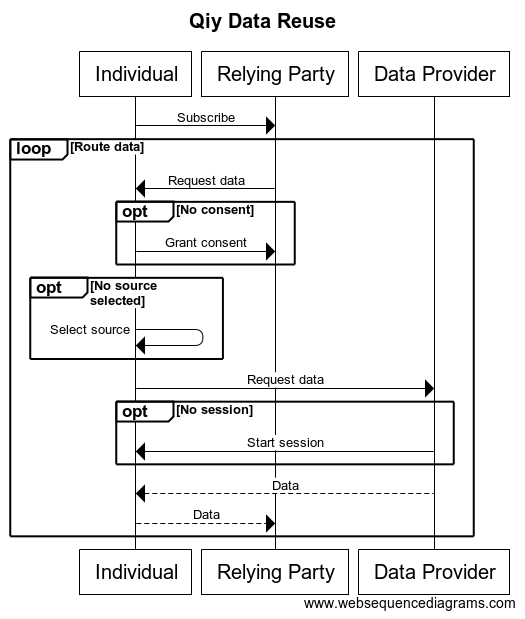 Qiy Data Reuse
Individual Relying Party Data Provider
Subscribe
loop [Route data]
Request data
opt [No consent]
Grant consent
opt [No source
selected]
Select source
Request data
opt [No session]
Start session
Data
Data
Individual Relying Party Data Provider
www.websequencediagrams.com